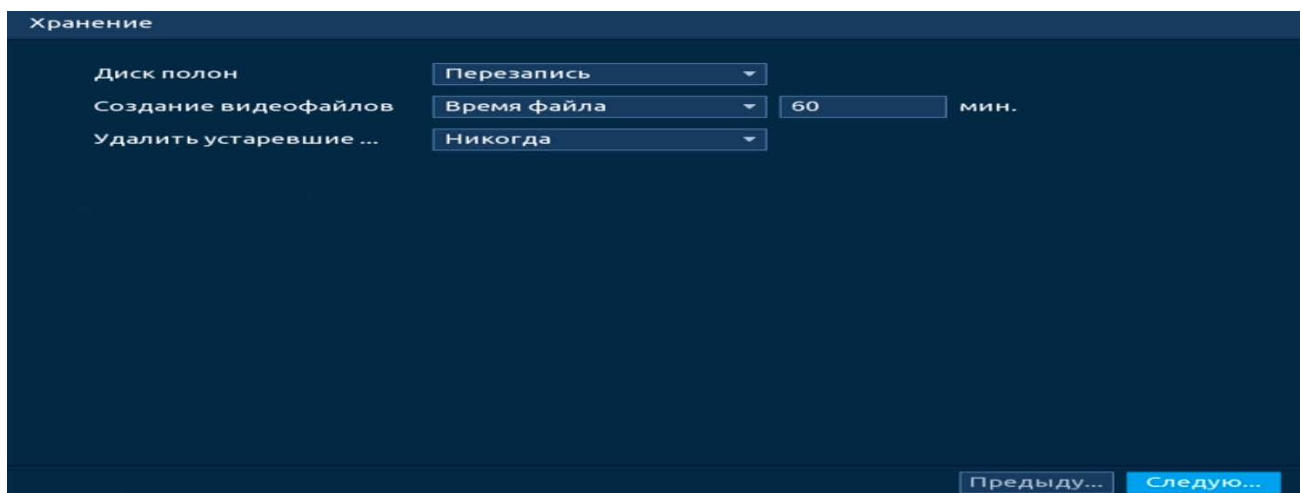 Хранение
Диск полон Перезапись
Создание видеофайлов Время файла 60 мин.
Удалить устаревшие ... Никогда
Предыду... Следую...